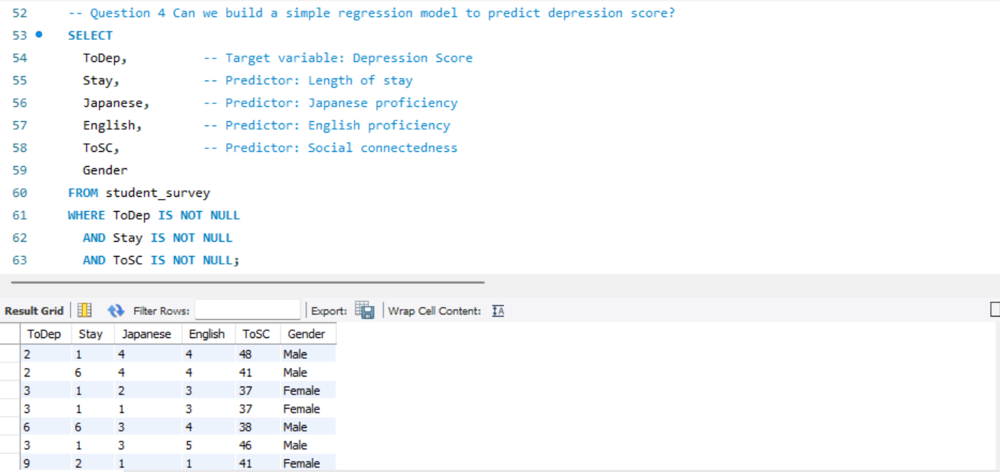 52 -- Question 4 Can we build a simple regression model to predict depression score?
53 SELECT
54 ToDep, -- Target variable: Depression Score
55 Stay, -- Predictor: Length of stay
56 Japanese, -- Predictor: Japanese proficiency
57 English, -- Predictor: English proficiency
58 ToSC, -- Predictor: Social connectedness
59 Gender
60 FROM student_survey
61 WHERE ToDep IS NOT NULL
62 AND Stay IS NOT NULL
63 AND ToSC IS NOT NULL;
Result Grid Filter Rows: Export: Wrap Cell Content: IA
ToDep Stay Japanese English ToSC Gender
2 1 4 4 48 Male
2 6 4 4 41 Male
3 1 2 3 37 Female
3 1 1 3 37 Female
6 6 3 4 38 Male
3 1 3 5 46 Male
9 2 1 1 41 Female